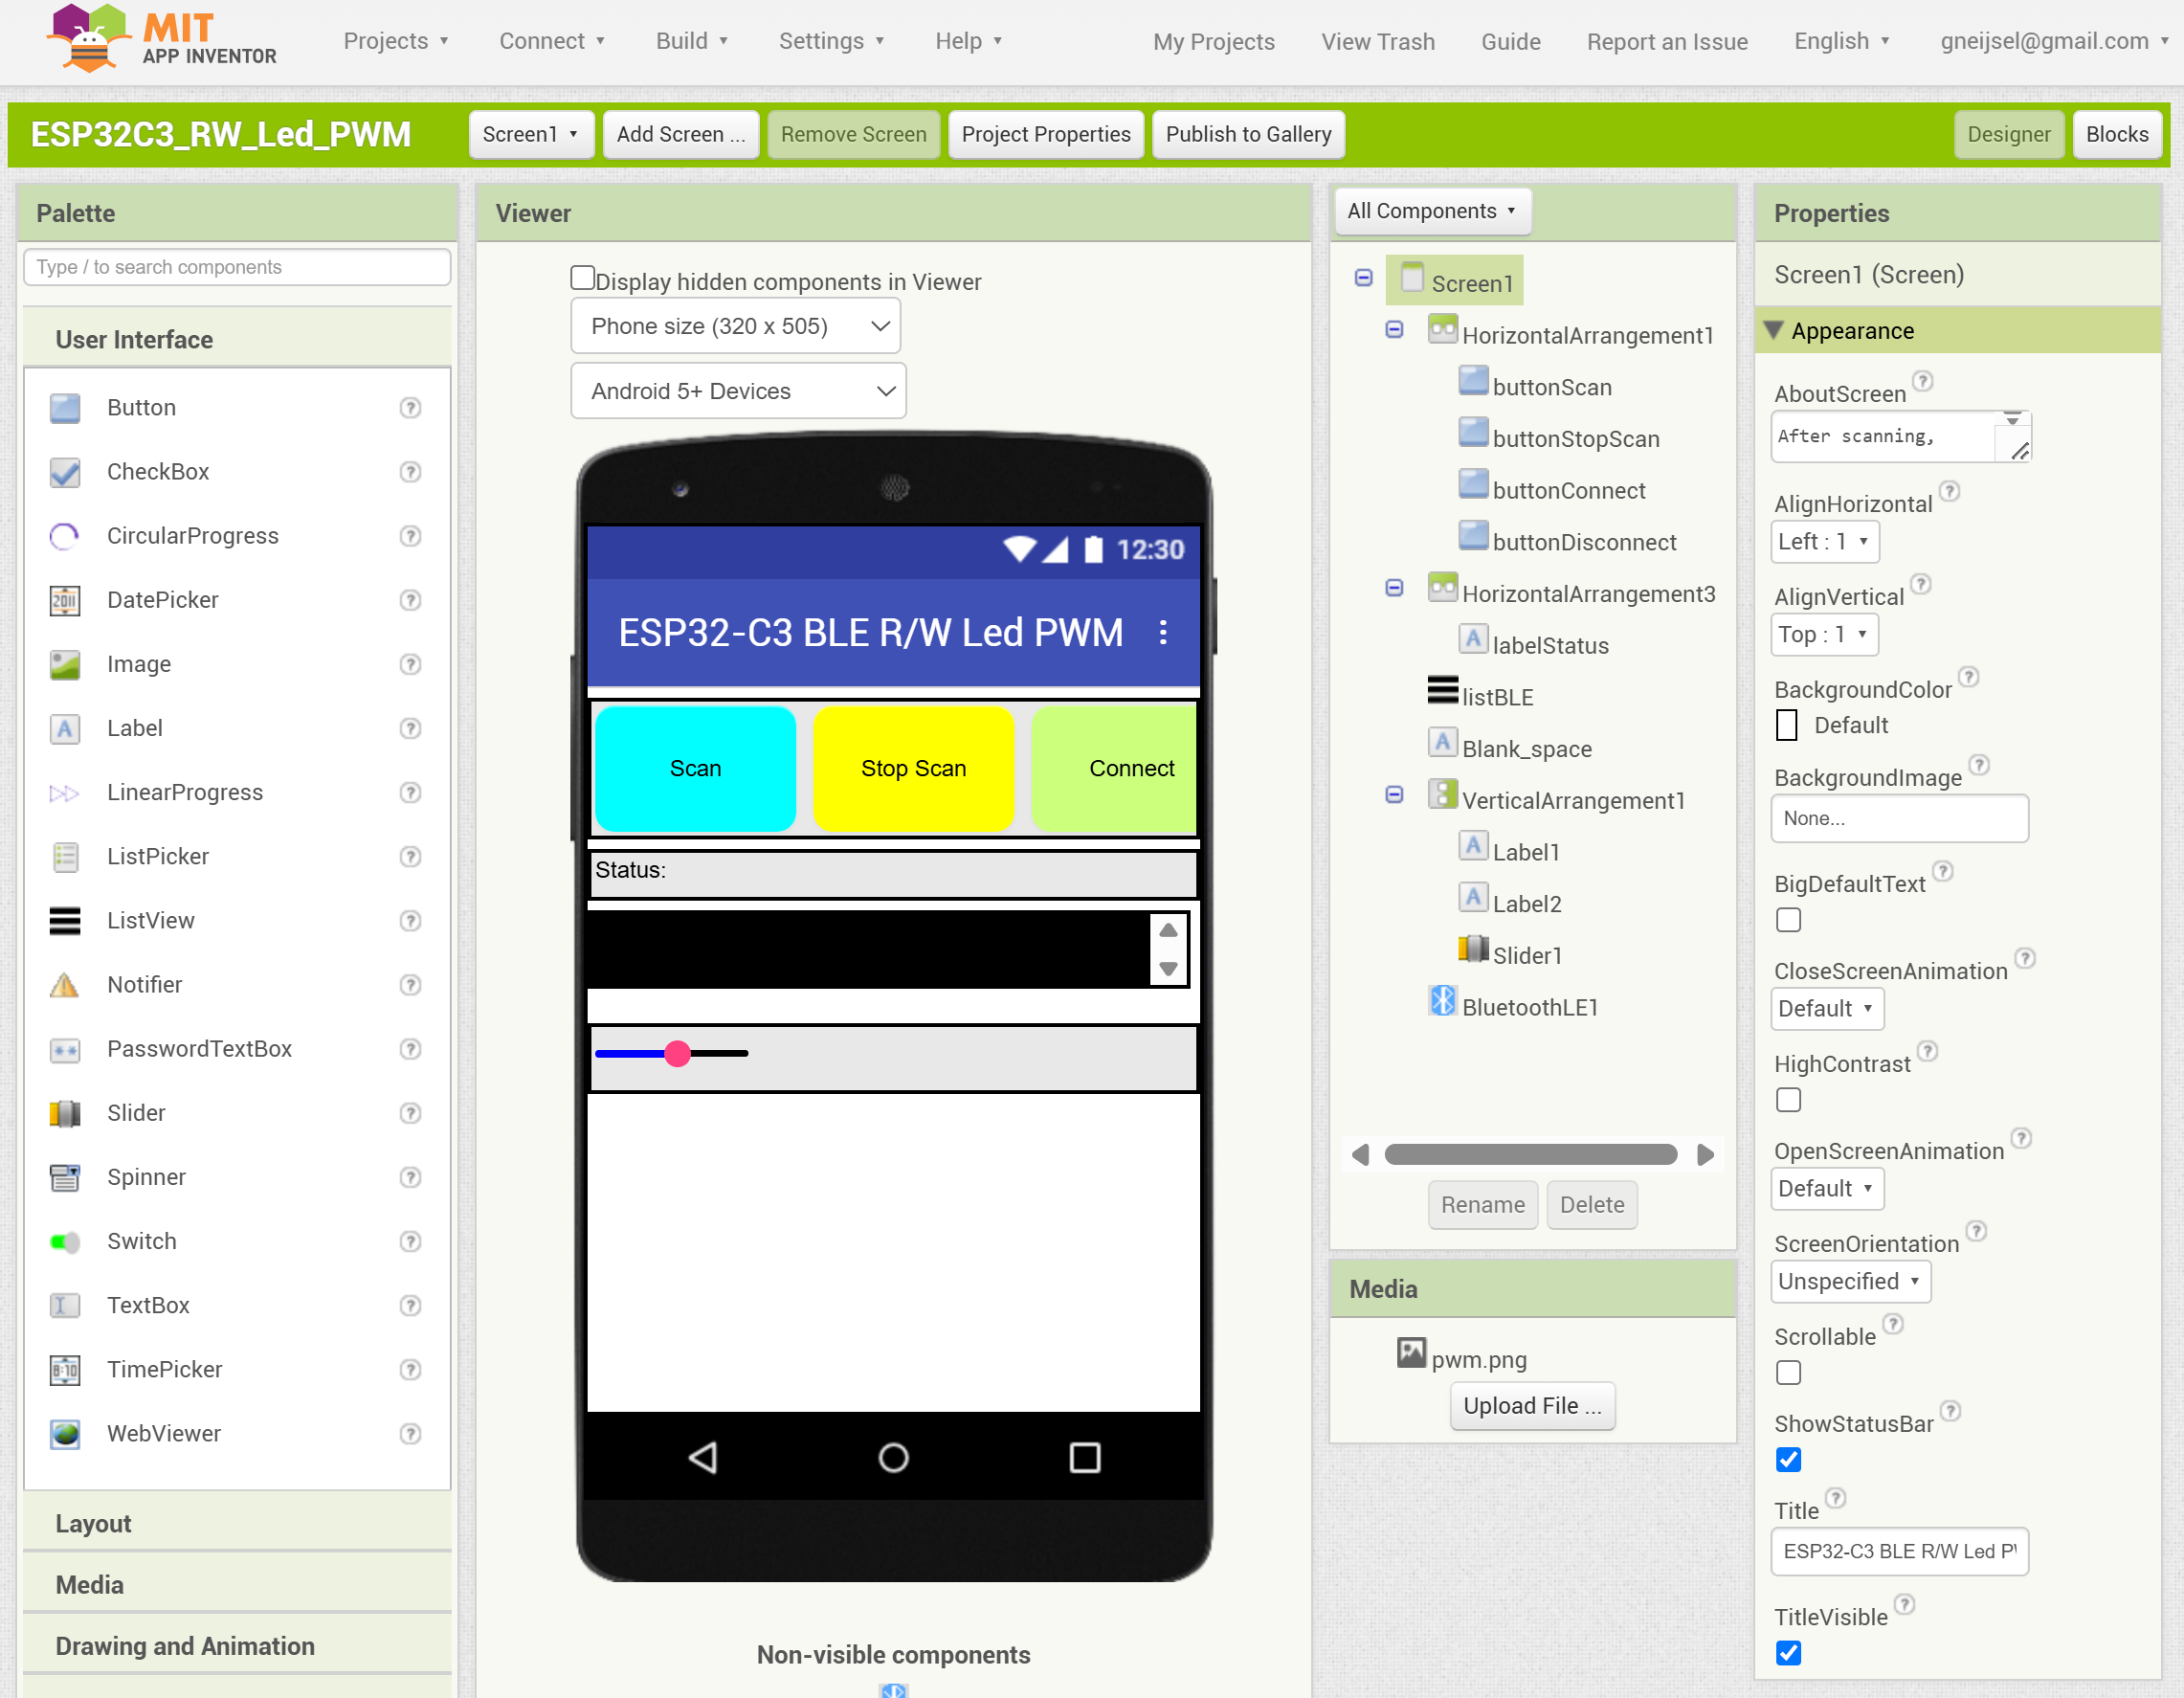 MIT
APP INVENTOR
Projects
Connect
Build
Settings
Help
My Projects
View Trash
Guide
Report an Issue
English
gneijsel@gmail.com
ESP32C3_RW_Led_PWM
Screen1
Add Screen ...
Remove Screen
Project Properties
Publish to Gallery
Designer
Blocks
Palette
Type / to search components
User Interface
Button
CheckBox
CircularProgress
DatePicker
Image
Label
LinearProgress
ListPicker
ListView
Notifier
PasswordTextBox
Slider
Spinner
Switch
TextBox
TimePicker
WebViewer
Layout
Media
Drawing and Animation
Viewer
Display hidden components in Viewer
Phone size (320 x 505)
Android 5+ Devices
12:30
ESP32-C3 BLE R/W Led PWM
Scan
Stop Scan
Connect
Status:
Non-visible components
All Components
Screen1
HorizontalArrangement1
buttonScan
buttonStopScan
buttonConnect
buttonDisconnect
HorizontalArrangement3
labelStatus
listBLE
Blank_space
VerticalArrangement1
Label1
Label2
Slider1
BluetoothLE1
Rename
Delete
Media
pwm.png
Upload File ...
Properties
Screen1 (Screen)
Appearance
AboutScreen
After scanning,
AlignHorizontal
Left : 1
AlignVertical
Top : 1
BackgroundColor
Default
BackgroundImage
None...
BigDefaultText
CloseScreenAnimation
Default
HighContrast
OpenScreenAnimation
Default
ScreenOrientation
Unspecified
Scrollable
ShowStatusBar
Title
ESP32-C3 BLE R/W Led P
TitleVisible